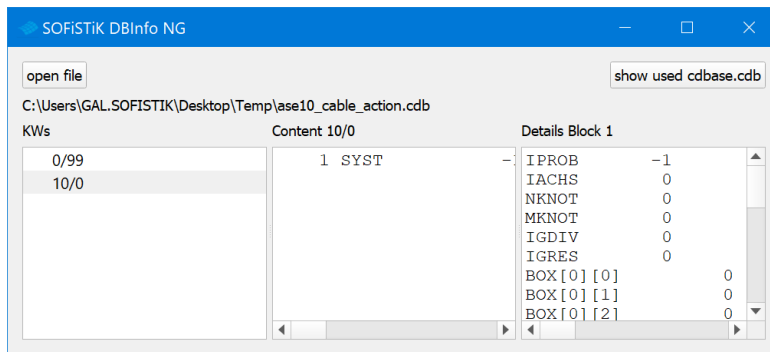 SOFiSTiK DBInfo NG
open file
show used cdbase.cdb
C:\Users\GAL.SOFISTIK\Desktop\Temp\ase10_cable_action.cdb
KWs
Content 10/0
Details Block 1
0/99
10/0
1 SYST
IPROB -1
IACHS 0
NKNOT 0
MKNOT 0
IGDIV 0
IGRES 0
BOX[0][0] 0
BOX[0][1] 0
BOX[0][2] 0